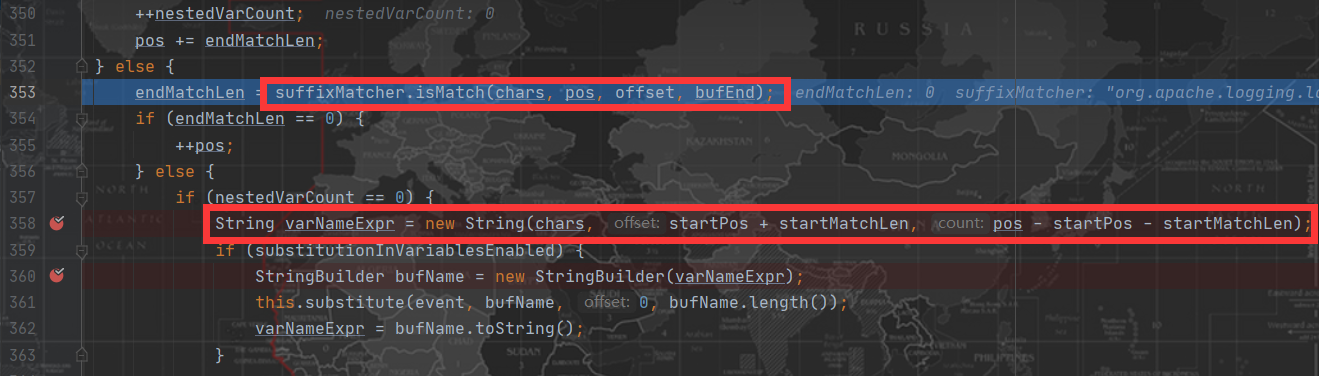 350 ++nestedVarCount; nestedVarCount: 0
351 pos += endMatchLen;
352 } else {
353 endMatchLen = suffixMatcher.isMatch(chars, pos, offset, bufEnd); endMatchLen: 0 suffixMatcher: "org.apache.logging.lo
354 if (endMatchLen == 0) {
355 ++pos;
356 } else {
357 if (nestedVarCount == 0) {
358 String varNameExpr = new String(chars, offset: startPos + startMatchLen, count: pos - startPos - startMatchLen);
359 if (substitutionInVariablesEnabled) {
360 StringBuilder bufName = new StringBuilder(varNameExpr);
361 this.substitute(event, bufName, offset: 0, bufName.length());
362 varNameExpr = bufName.toString();
363 }
RUSSIA
KAZAKHSTAN
MONGOLIA
NORTH
ATLANTIC
OCEAN
NORTH
SUDAN
PHILIPPINES